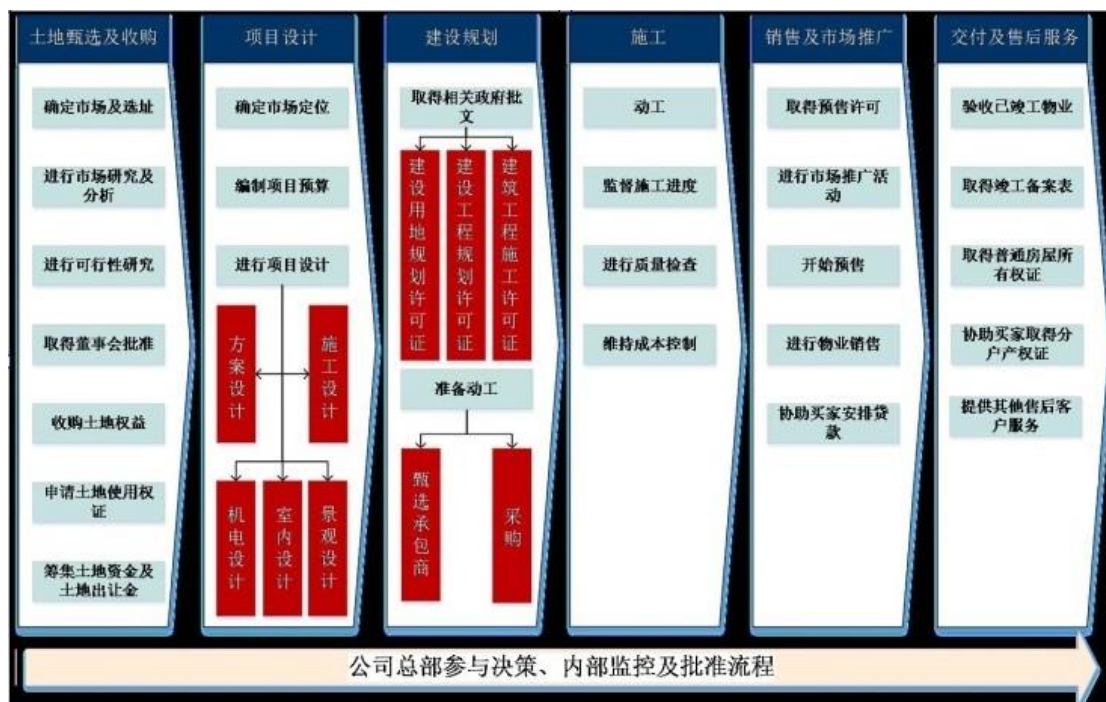 土地甄选及收购
确定市场及选址
进行市场研究及
分析
进行可行性研究
取得董事会批准
收购土地权益
申请土地使用权
证
筹集土地资金及
土地出让金
项目设计
确定市场定位
编制项目预算
进行项目设计
方案设计
施工设计
机电设计
室内设计
景观设计
建设规划
取得相关政府批
文
建设用地规划许可证
建设工程规划许可证
建筑工程施工许可证
准备动工
甄选承包商
采购
施工
动工
监督施工进度
进行质量检查
维持成本控制
销售及市场推广
取得预售许可
进行市场推广活
动
开始预售
进行物业销售
协助买家安排贷
款
交付及售后服务
验收已竣工物业
取得竣工备案表
取得普通房屋所
有权证
协助买家取得分
户产权证
提供其他售后客
户服务
公司总部参与决策、内部监控及批准流程